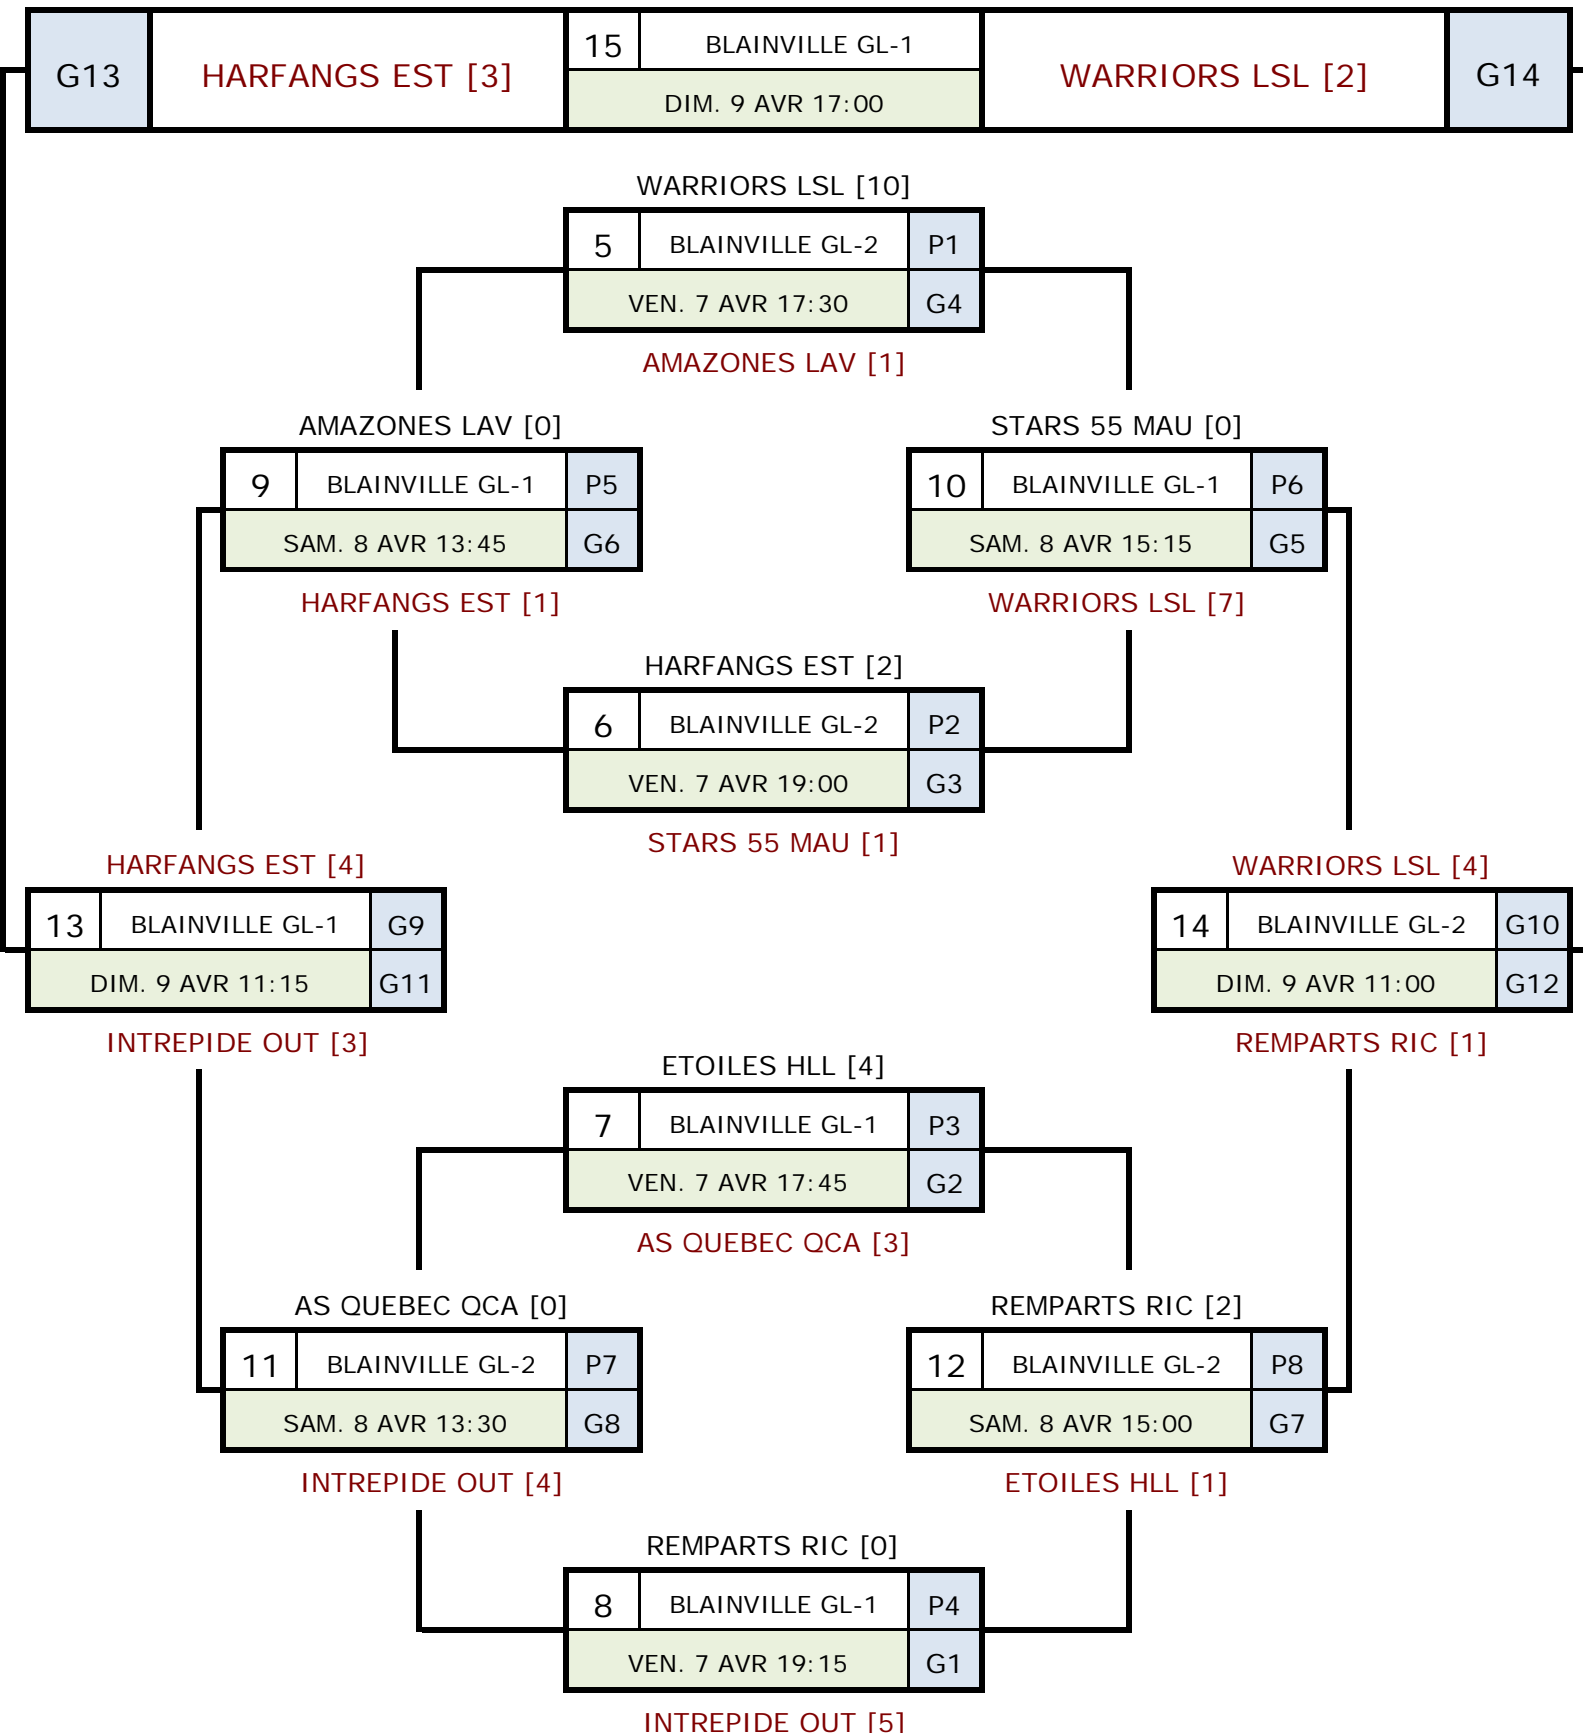 G13
HARFANGS EST [3]
15
BLAINVILLE GL-1
DIM. 9 AVR 17:00
WARRIORS LSL [2]
G14
WARRIORS LSL [10]
5 BLAINVILLE GL-2 P1
VEN. 7 AVR 17:30 G4
AMAZONES LAV [1]
AMAZONES LAV [0]
9 BLAINVILLE GL-1 P5
SAM. 8 AVR 13:45 G6
HARFANGS EST [1]
STARS 55 MAU [0]
10 BLAINVILLE GL-1 P6
SAM. 8 AVR 15:15 G5
WARRIORS LSL [7]
HARFANGS EST [2]
6 BLAINVILLE GL-2 P2
VEN. 7 AVR 19:00 G3
STARS 55 MAU [1]
HARFANGS EST [4]
13 BLAINVILLE GL-1 G9
DIM. 9 AVR 11:15 G11
INTREPIDE OUT [3]
WARRIORS LSL [4]
14 BLAINVILLE GL-2 G10
DIM. 9 AVR 11:00 G12
REMPARTS RIC [1]
ETOILES HLL [4]
7 BLAINVILLE GL-1 P3
VEN. 7 AVR 17:45 G2
AS QUEBEC QCA [3]
AS QUEBEC QCA [0]
11 BLAINVILLE GL-2 P7
SAM. 8 AVR 13:30 G8
INTREPIDE OUT [4]
REMPARTS RIC [2]
12 BLAINVILLE GL-2 P8
SAM. 8 AVR 15:00 G7
ETOILES HLL [1]
REMPARTS RIC [0]
8 BLAINVILLE GL-1 P4
VEN. 7 AVR 19:15 G1
INTREPIDE OUT [5]